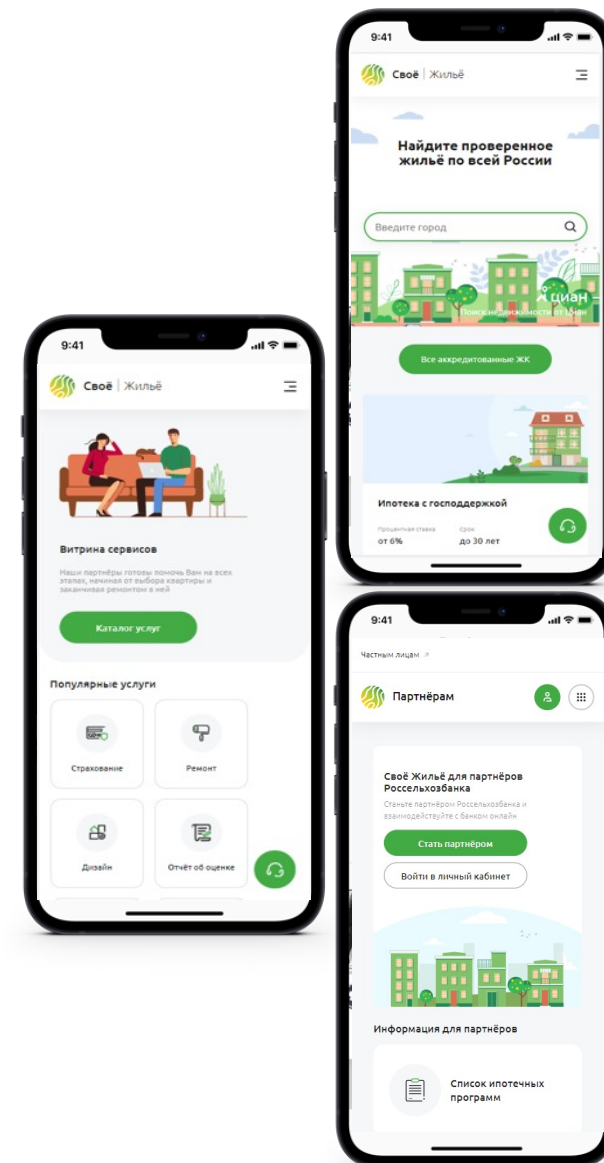 9:41
Своё | Жильё
Найдите проверенное
жильё по всей России
Введите город
циан
Поиск недвижимости от Циан
Все аккредитованные ЖК
Ипотека с господдержкой
Процентная ставка
Срок
от 6%
до 30 лет
9:41
Своё | Жильё
Витрина сервисов
Наши партнёры готовы помочь Вам на всех
этапах, начиная от выбора квартиры и
заканчивая ремонтом в ней
Каталог услуг
Популярные услуги
Страхование
Ремонт
Дизайн
Отчёт об оценке
9:41
Частным лицам
Партнёрам
Своё Жильё для партнёров
Россельхозбанка
Станьте партнёром Россельхозбанка и
взаимодействуйте с банком онлайн
Стать партнёром
Войти в личный кабинет
Информация для партнёров
Список ипотечных
программ